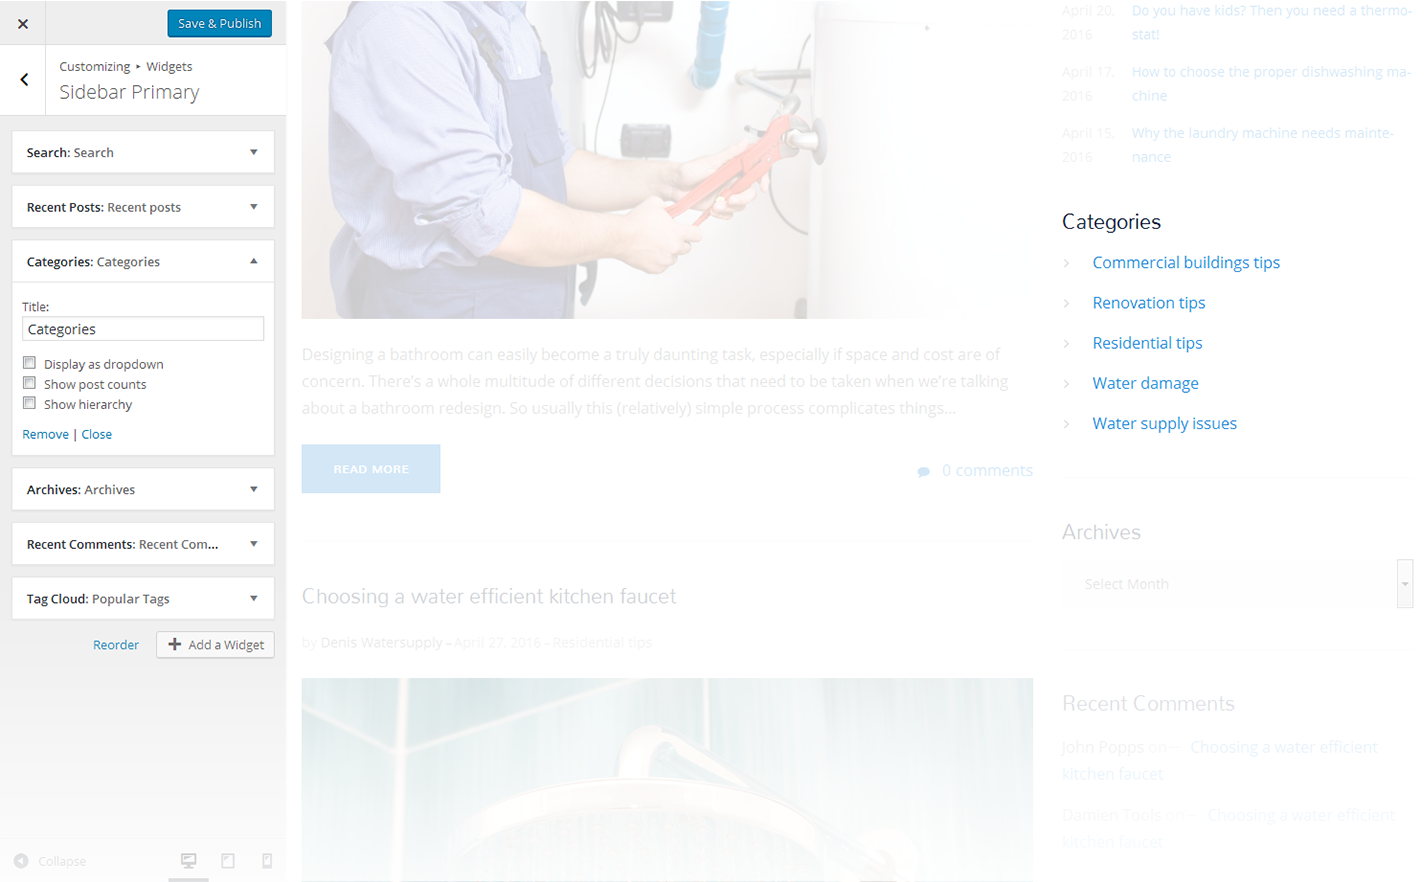 Save & Publish
Customizing ▸ Widgets
Sidebar Primary
Search: Search
Recent Posts: Recent posts
Categories: Categories
Title:
Categories
Display as dropdown
Show post counts
Show hierarchy
Remove | Close
Archives: Archives
Recent Comments: Recent Com...
Tag Cloud: Popular Tags
Reorder
Add a Widget
Collapse
Designing a bathroom can easily become a truly daunting task, especially if space and cost are of
concern. There's a whole multitude of different decisions that need to be taken when we're talking
about a bathroom redesign. So usually this (relatively) simple process complicates things...
READ MORE
0 comments
Choosing a water efficient kitchen faucet
by Denis Watersupply – April 27, 2016 - Residential tips
April 20, Do you have kids? Then you need a thermo-
2016 stat!
April 17, How to choose the proper dishwashing ma-
2016 chine
April 15, Why the laundry machine needs mainte-
2016 nance
Categories
Commercial buildings tips
Renovation tips
Residential tips
Water damage
Water supply issues
Archives
Select Month
Recent Comments
John Popps on — Choosing a water efficient
kitchen faucet
Damien Tools on — Choosing a water efficient
kitchen faucet